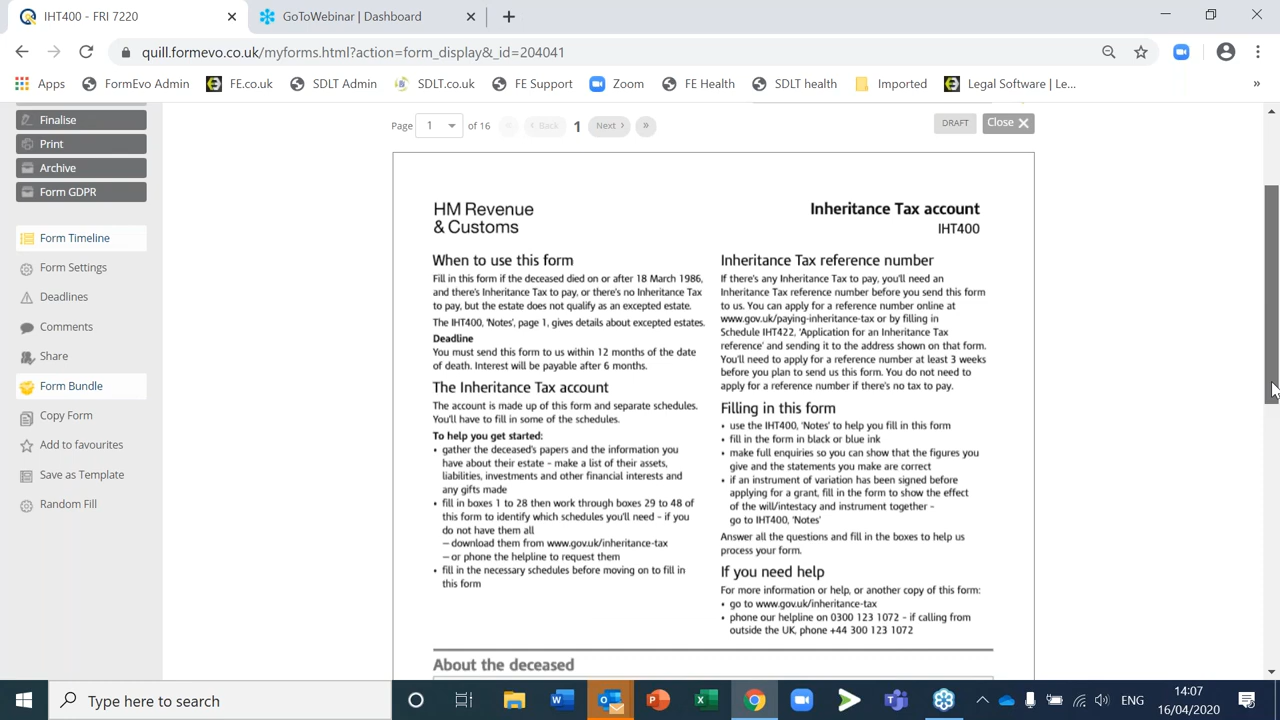 IHT400 - FRI 7220
GoToWebinar | Dashboard
quill.formevo.co.uk/myforms.html?action=form_display&_id=204041
Apps
FormEvo Admin
FE.co.uk
SDLT Admin
SDLT.co.uk
FE Support
Zoom
FE Health
SDLT health
Imported
Legal Software | Le...
»
Finalise
Print
Archive
Form GDPR
Form Timeline
Form Settings
Deadlines
Comments
Share
Form Bundle
Copy Form
Add to favourites
Save as Template
Random Fill
Page 1 of 16 « Back 1 Next »
DRAFT Close
HM Revenue
& Customs
Inheritance Tax account
IHT400
When to use this form
Fill in this form if the deceased died on or after 18 March 1986,
and there's Inheritance Tax to pay, or there's no Inheritance Tax
to pay, but the estate does not qualify as an excepted estate.
The IHT400, 'Notes', page 1, gives details about excepted estates.
Deadline
You must send this form to us within 12 months of the date
of death. Interest will be payable after 6 months.
The Inheritance Tax account
The account is made up of this form and separate schedules.
You'll have to fill in some of the schedules.
To help you get started:
• gather the deceased's papers and the information you
have about their estate – make a list of their assets,
liabilities, investments and other financial interests and
any gifts made
• fill in boxes 1 to 28 then work through boxes 29 to 48 of
this form to identify which schedules you'll need – if you
do not have them all
– download them from www.gov.uk/inheritance-tax
– or phone the helpline to request them
• fill in the necessary schedules before moving on to fill in
this form
Inheritance Tax reference number
If there's any Inheritance Tax to pay, you'll need an
Inheritance Tax reference number before you send this form
to us. You can apply for a reference number online at
www.gov.uk/paying-inheritance-tax or by filling in
Schedule IHT422, 'Application for an Inheritance Tax
reference' and sending it to the address shown on that form.
You'll need to apply for a reference number at least 3 weeks
before you plan to send us this form. You do not need to
apply for a reference number if there's no tax to pay.
Filling in this form
• use the IHT400, 'Notes' to help you fill in this form
• fill in the form in black or blue ink
• make full enquiries so you can show that the figures you
give and the statements you make are correct
• if an instrument of variation has been signed before
applying for a grant, fill in the form to show the effect
of the will/intestacy and instrument together –
go to IHT400, 'Notes'
Answer all the questions and fill in the boxes to help us
process your form.
If you need help
For more information or help, or another copy of this form:
• go to www.gov.uk/inheritance-tax
• phone our helpline on 0300 123 1072 – if calling from
outside the UK, phone +44 300 123 1072
About the deceased
Type here to search
ENG
14:07
16/04/2020